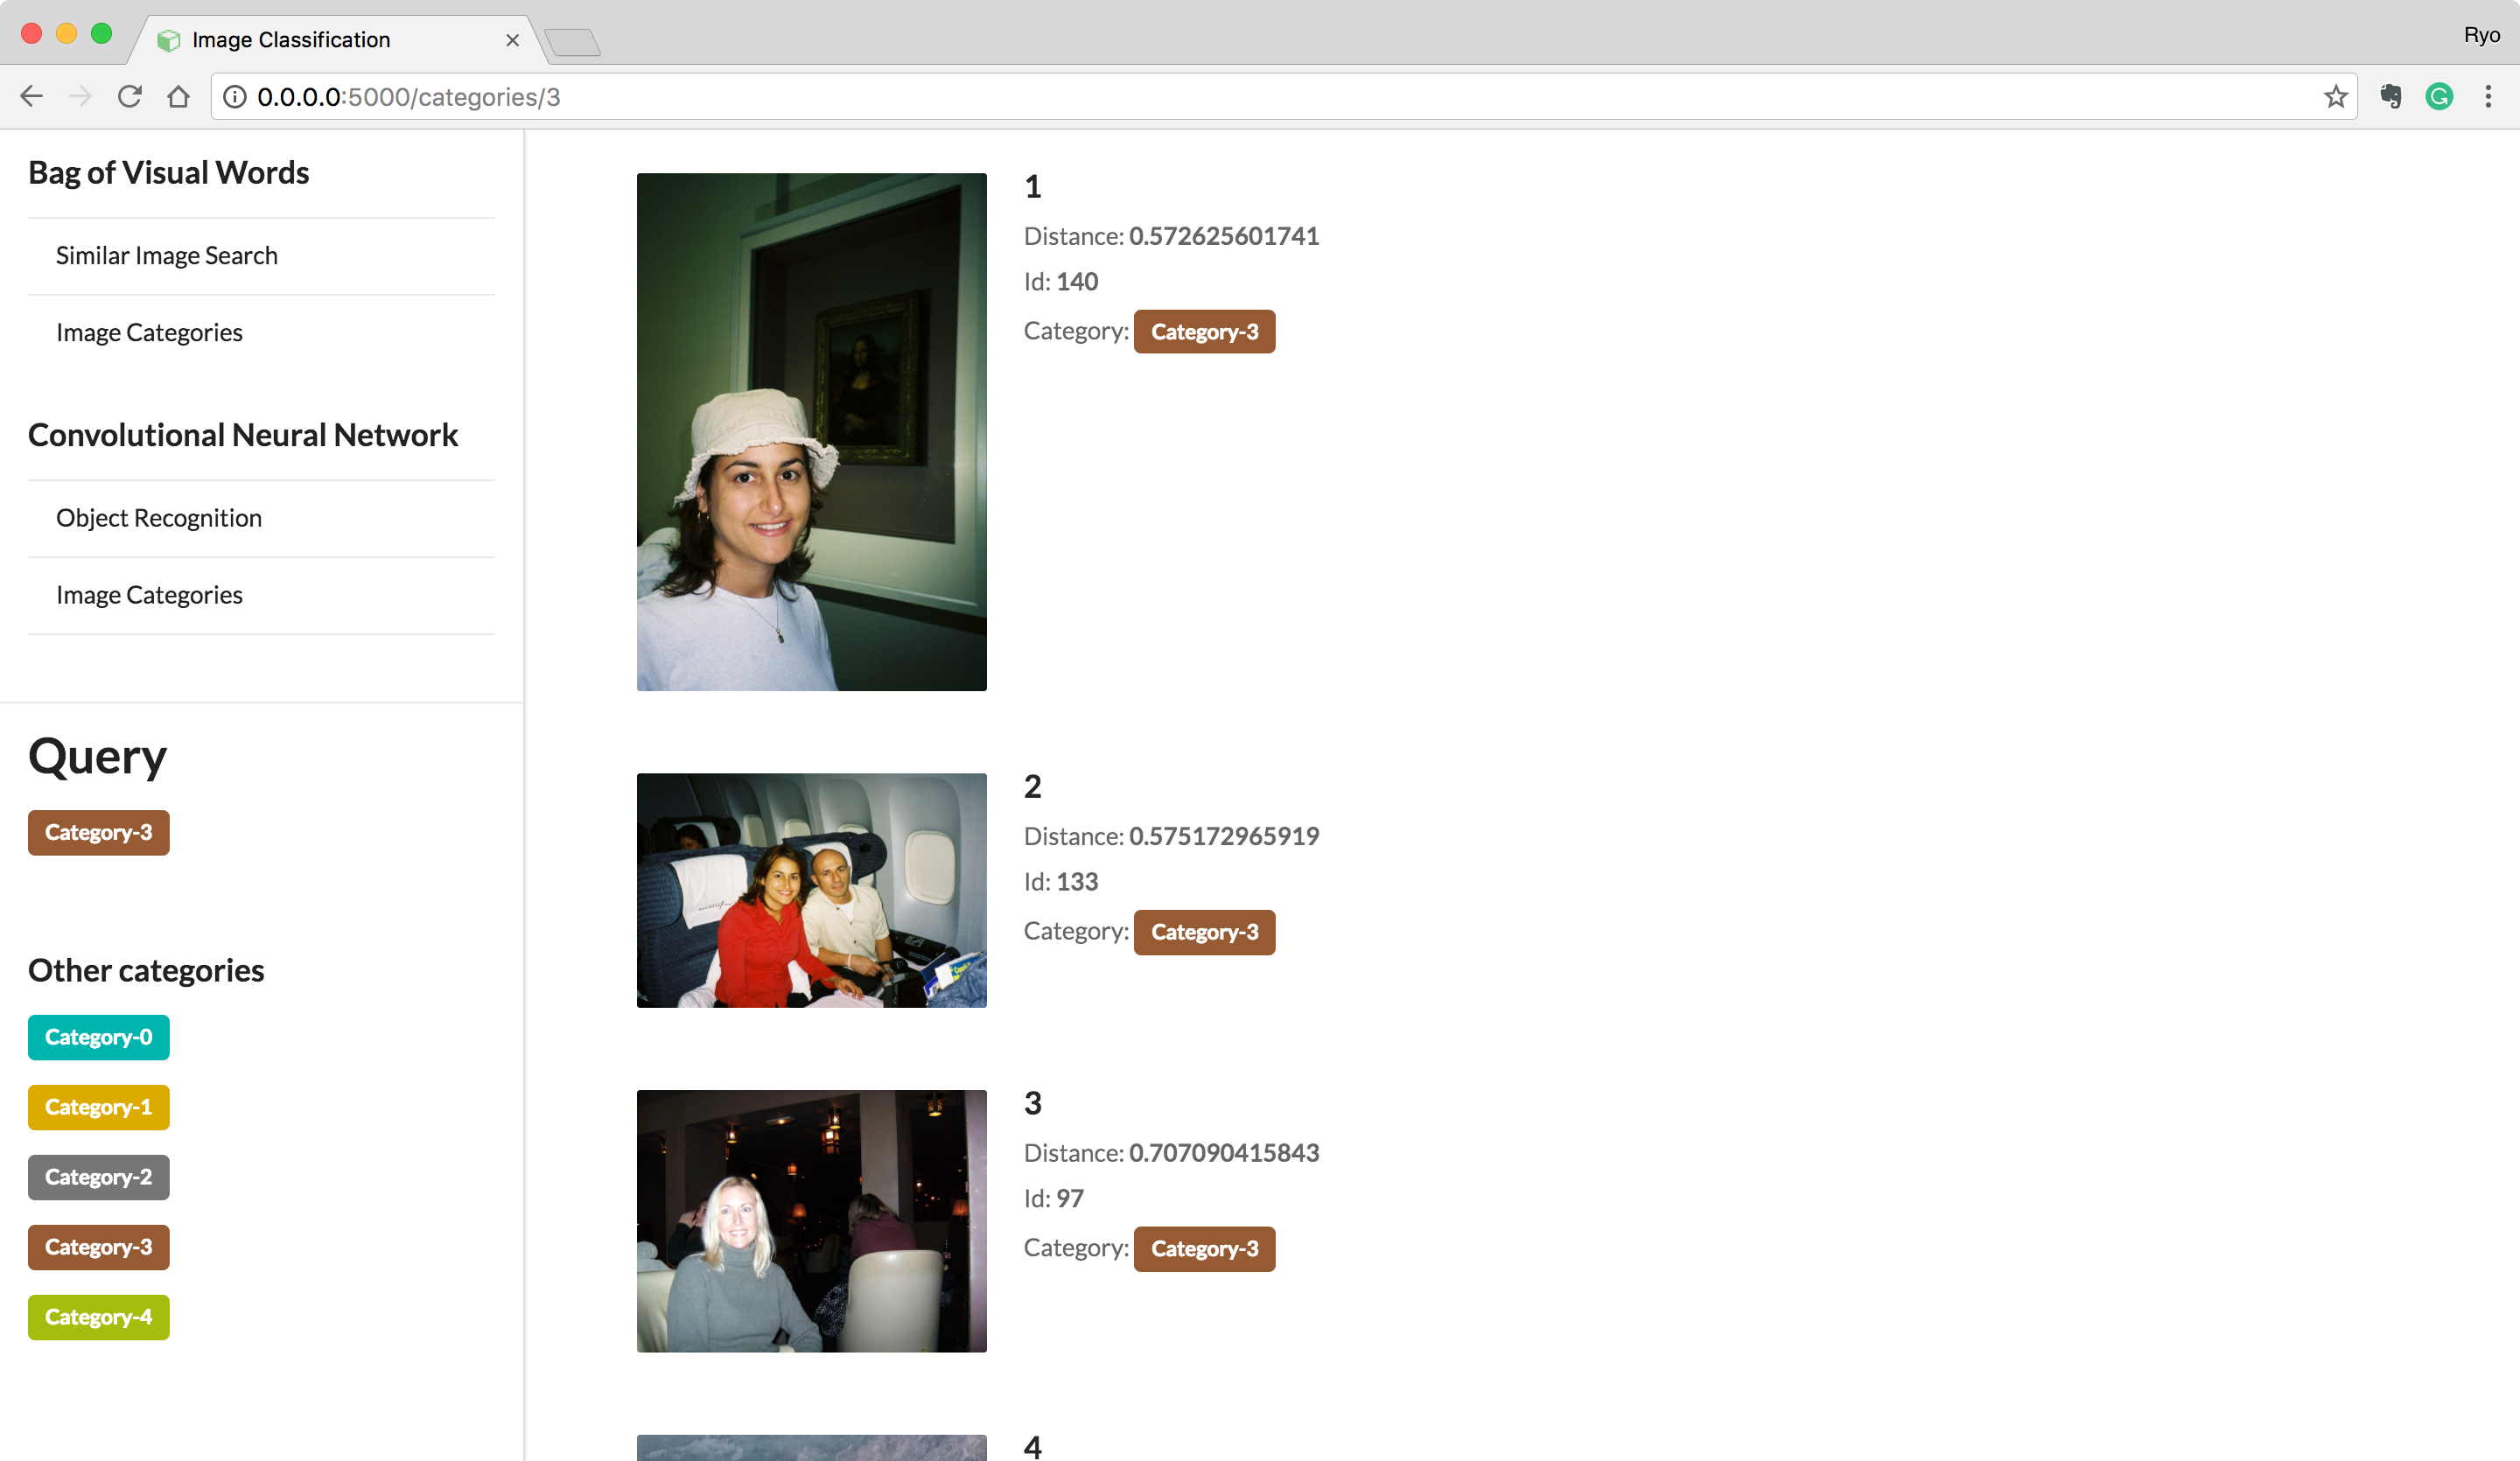 Image Classification
Ryo
0.0.0.0:5000/categories/3
Bag of Visual Words
Similar Image Search
Image Categories
Convolutional Neural Network
Object Recognition
Image Categories
Query
Category-3
Other categories
Category-0
Category-1
Category-2
Category-3
Category-4
1
Distance: 0.572625601741
Id: 140
Category: Category-3
2
Distance: 0.575172965919
Id: 133
Category: Category-3
3
Distance: 0.707090415843
Id: 97
Category: Category-3
4